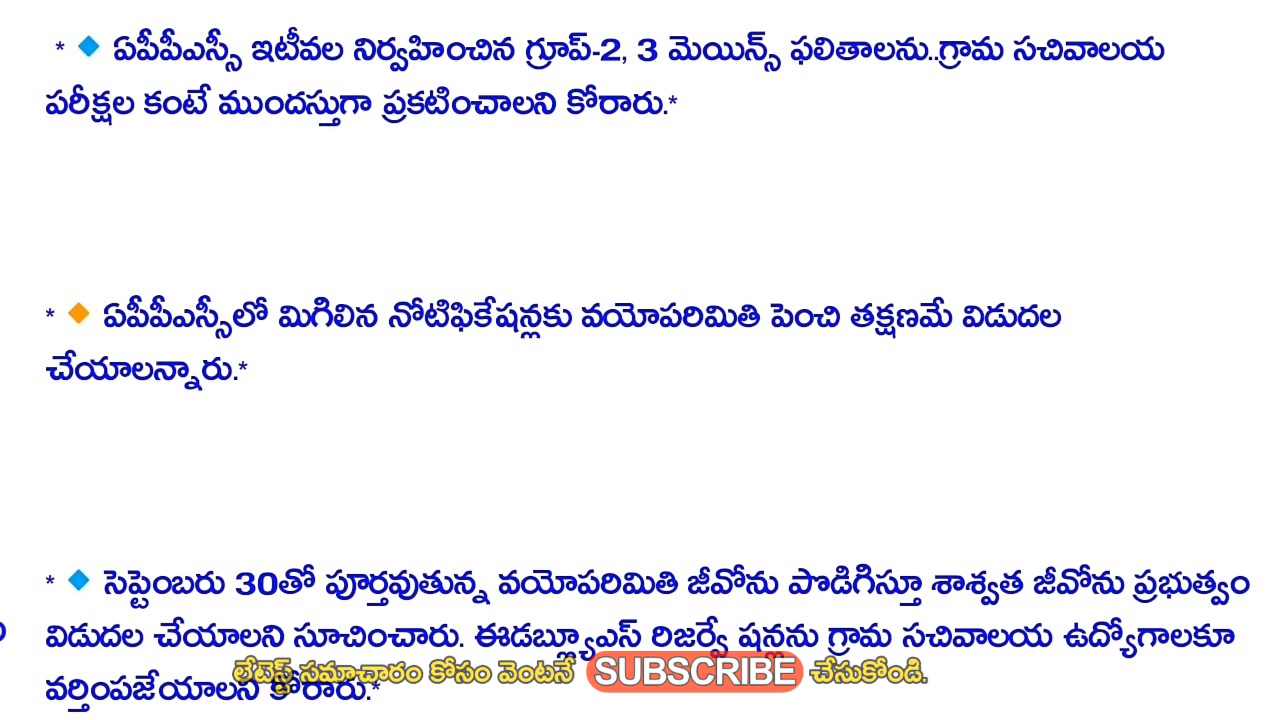 * 🔹 ఏపీపీఎస్సీ ఇటీవల నిర్వహించిన గ్రూప్-2, 3 మెయిన్స్ ఫలితాలను..గ్రామ సచివాలయ
పరీక్షల కంటే ముందస్తుగా ప్రకటించాలని కోరారు.*
* 🔸 ఏపీపీఎస్సీలో మిగిలిన నోటిఫికేషన్లకు వయోపరిమితి పెంచి తక్షణమే విడుదల
చేయాలన్నారు.*
* 🔹 సెప్టెంబరు 30తో పూర్తవుతున్న వయోపరిమితి జీవోను పొడిగిస్తూ శాశ్వత జీవోను ప్రభుత్వం
విడుదల చేయాలని సూచించారు. ఈడబ్ల్యూఎస్ రిజర్వే షన్లను గ్రామ సచివాలయ ఉద్యోగాలకూ
వర్తింపజేయాలని కోరారు.*
లేటెస్ట్ సమాచారం కోసం వెంటనే SUBSCRIBE చేసుకోండి.